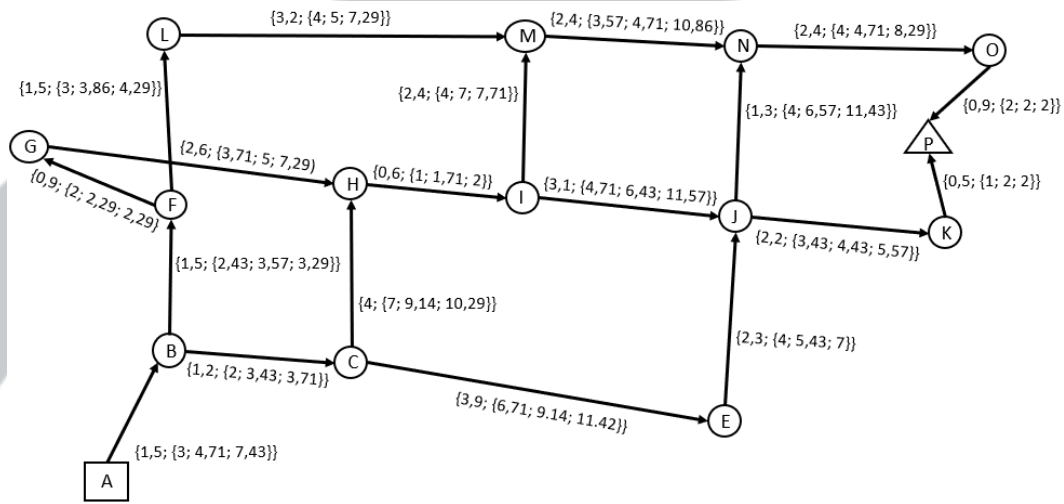 {3,2; {4; 5; 7,29}}
{2,4; {3,57; 4,71; 10,86}}
{2,4; {4; 4,71; 8,29}}
L
M
N
O
{1,5; {3; 3,86; 4,29}}
{2,4; {4; 7; 7,71}}
{1,3; {4; 6,57; 11,43}}
{0,9; {2; 2; 2}}
P
G
{2,6; {3,71; 5; 7,29)
H
{0,6; {1; 1,71; 2}}
I
{3,1; {4,71; 6,43; 11,57}}
{0,5; {1; 2; 2}}
{0,9; {2; 2,29; 2,29}
F
J
{2,2; {3,43; 4,43; 5,57}}
K
{1,5; {2,43; 3,57; 3,29}}
{4; {7; 9,14; 10,29}}
{2,3; {4; 5,43; 7}}
B
{1,2; {2; 3,43; 3,71}}
C
{3,9; {6,71; 9.14; 11.42}}
E
{1,5; {3; 4,71; 7,43}}
A